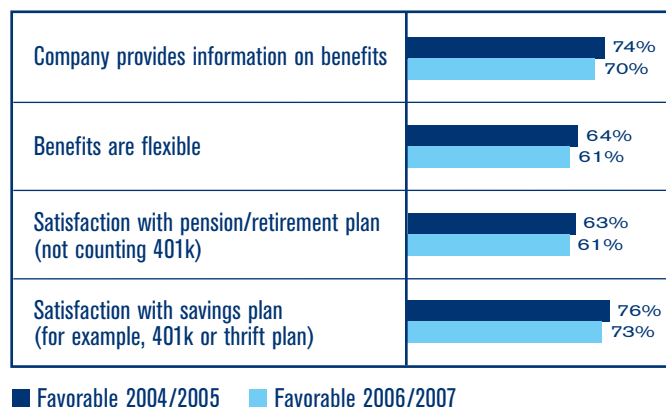 Company provides information on benefits
74%
70%
Benefits are flexible
64%
61%
Satisfaction with pension/retirement plan
(not counting 401k)
63%
61%
Satisfaction with savings plan
(for example, 401k or thrift plan)
76%
73%
Favorable 2004/2005 Favorable 2006/2007